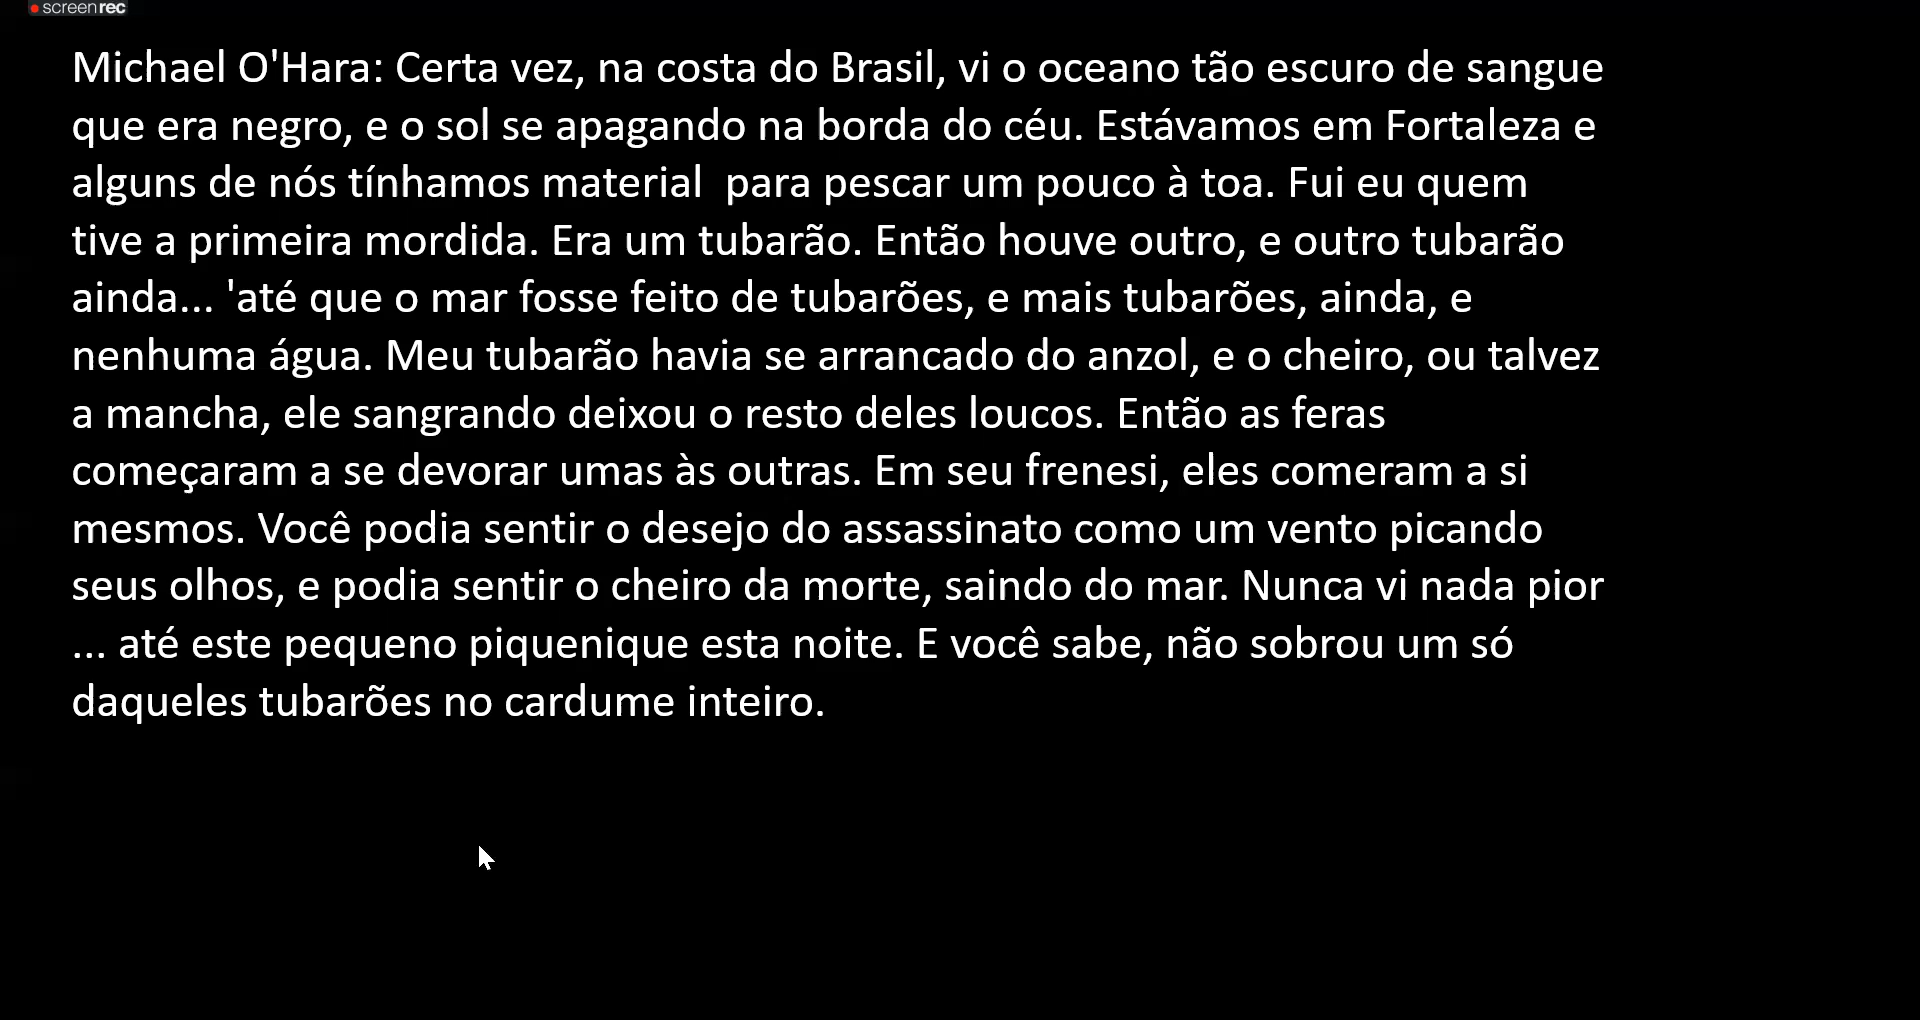 screenrec
Michael O'Hara: Certa vez, na costa do Brasil, vi o oceano tão escuro de sangue
que era negro, e o sol se apagando na borda do céu. Estávamos em Fortaleza e
alguns de nós tínhamos material  para pescar um pouco à toa. Fui eu quem
tive a primeira mordida. Era um tubarão. Então houve outro, e outro tubarão
ainda... 'até que o mar fosse feito de tubarões, e mais tubarões, ainda, e
nenhuma água. Meu tubarão havia se arrancado do anzol, e o cheiro, ou talvez
a mancha, ele sangrando deixou o resto deles loucos. Então as feras
começaram a se devorar umas às outras. Em seu frenesi, eles comeram a si
mesmos. Você podia sentir o desejo do assassinato como um vento picando
seus olhos, e podia sentir o cheiro da morte, saindo do mar. Nunca vi nada pior
... até este pequeno piquenique esta noite. E você sabe, não sobrou um só
daqueles tubarões no cardume inteiro.